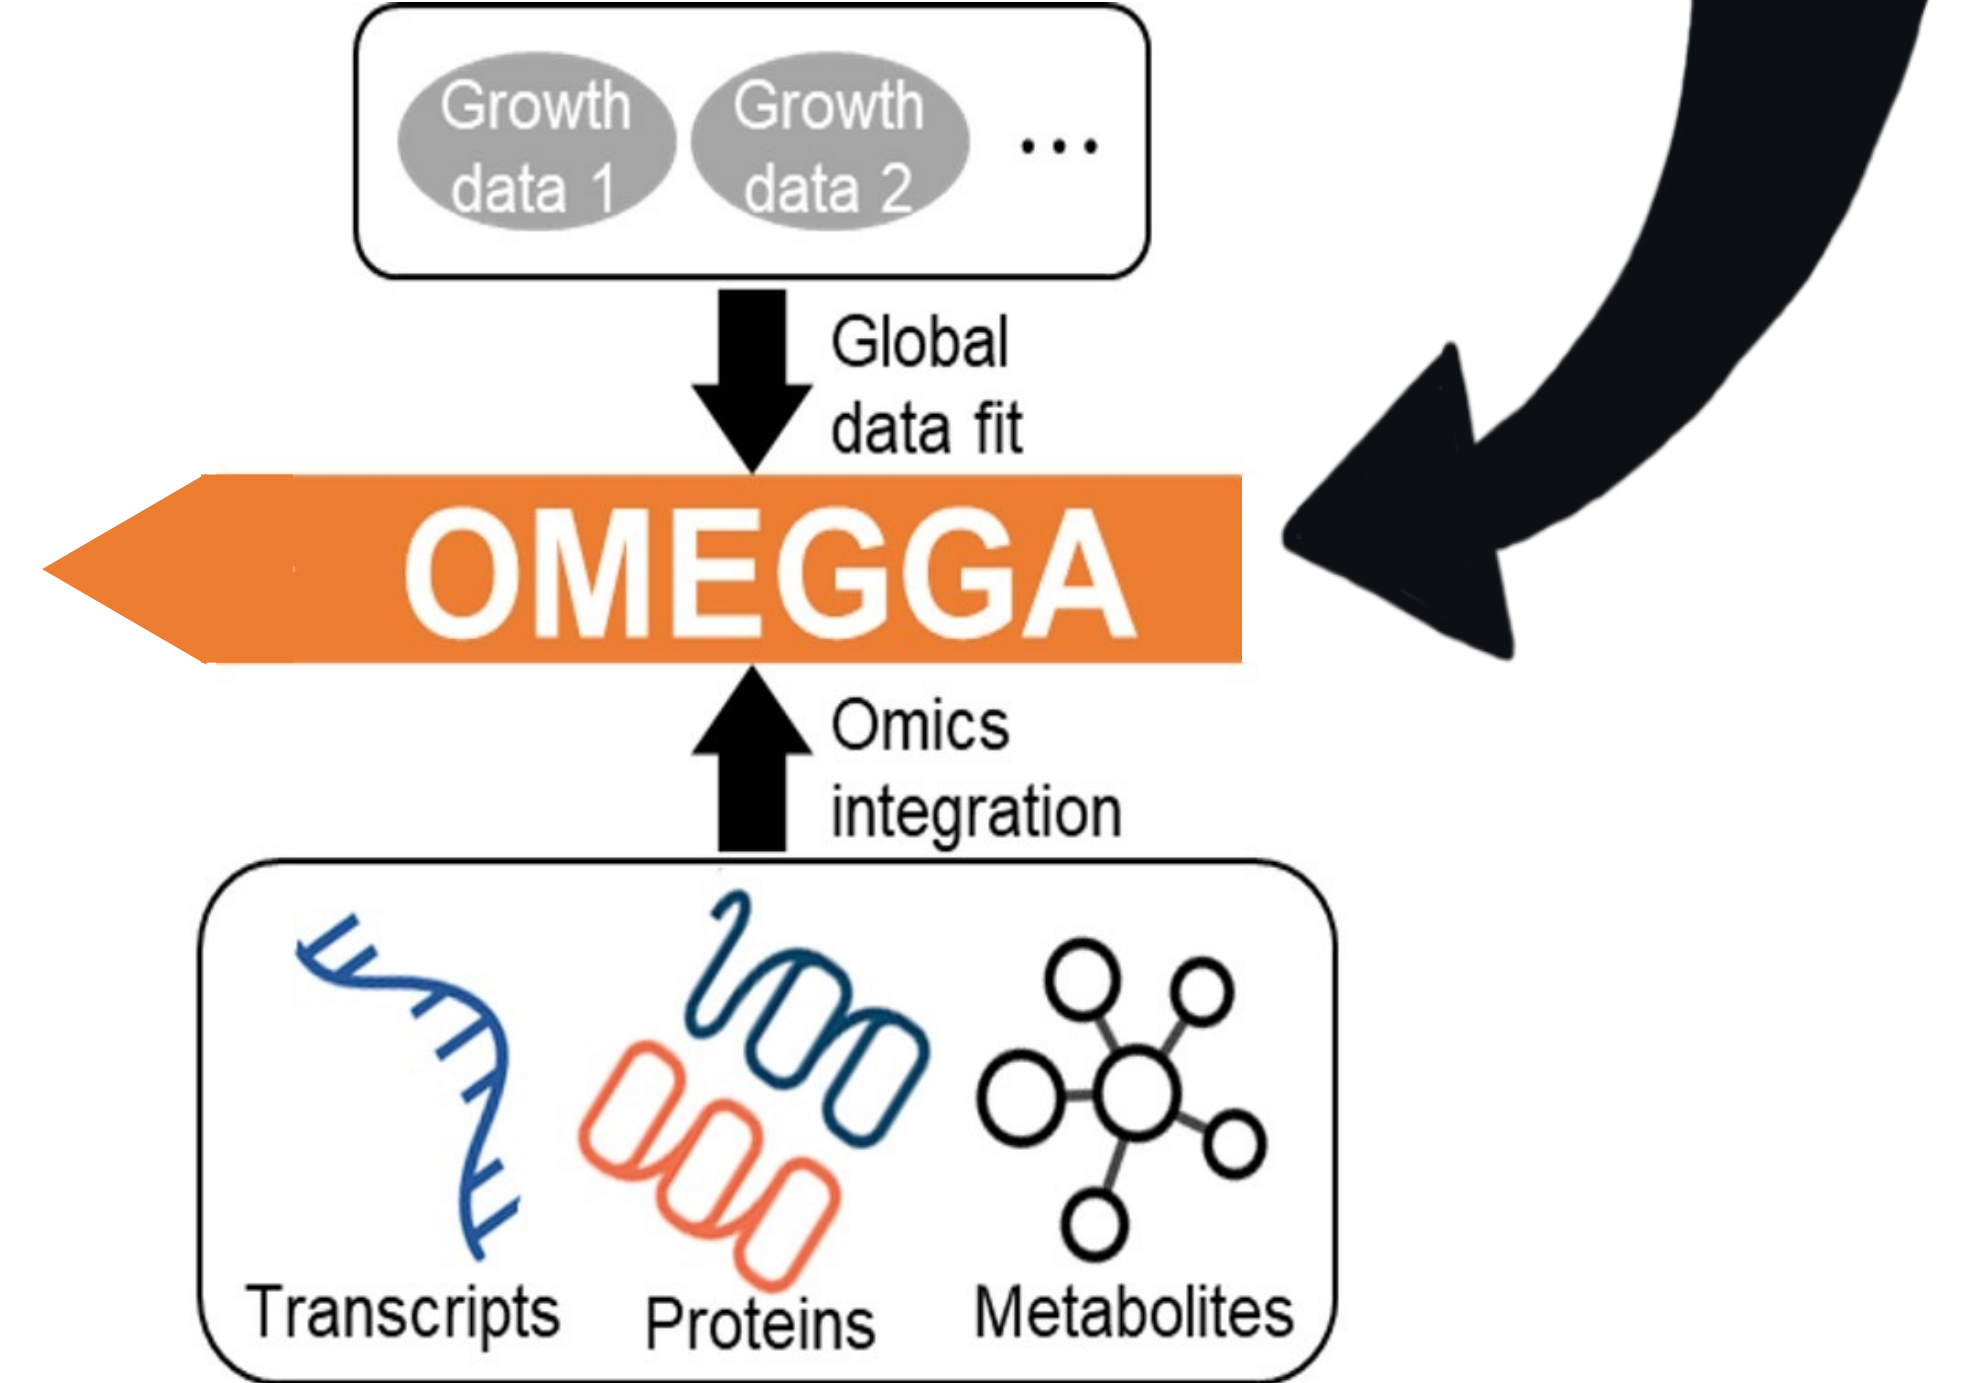 Growth
data 1
Growth
data 2
...
Global
data fit
OMEGGA
Omics
integration
Transcripts
Proteins
Metabolites